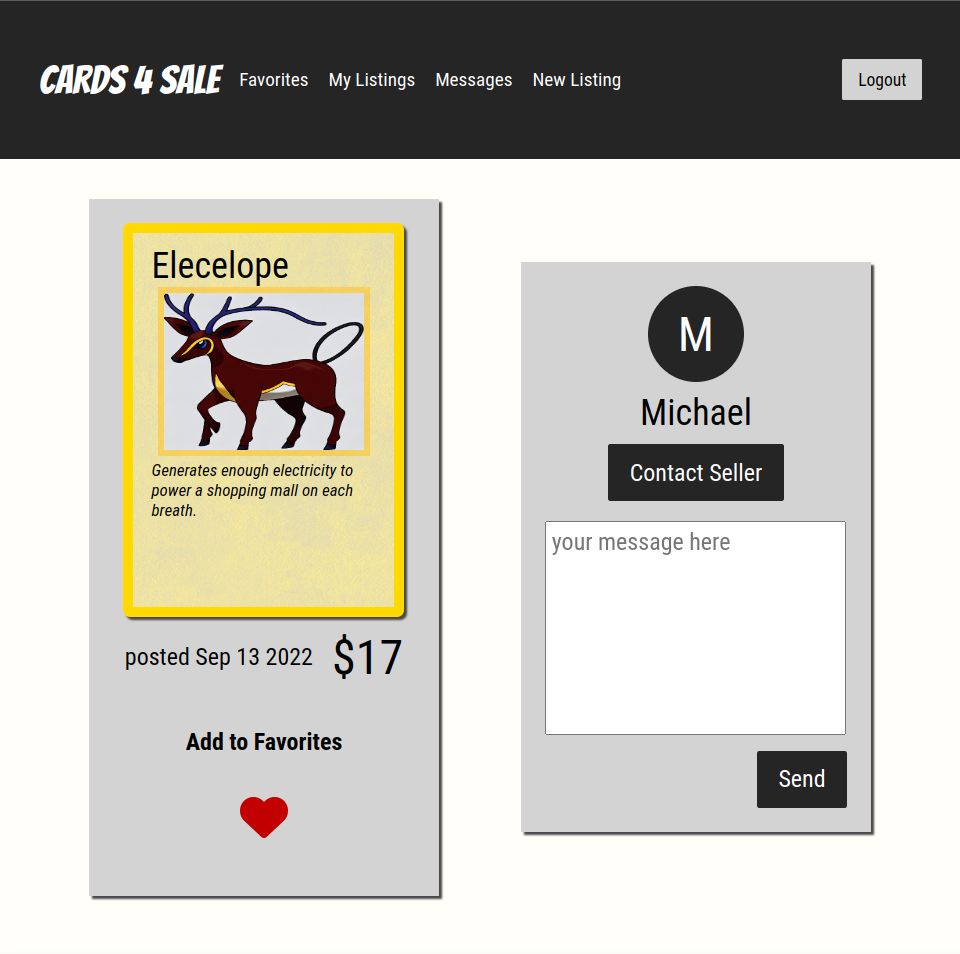 CARDS 4 SALE Favorites My Listings Messages New Listing Logout
Elecelope
Generates enough electricity to
power a shopping mall on each
breath.
posted Sep 13 2022 $17
Add to Favorites
M
Michael
Contact Seller
your message here
Send